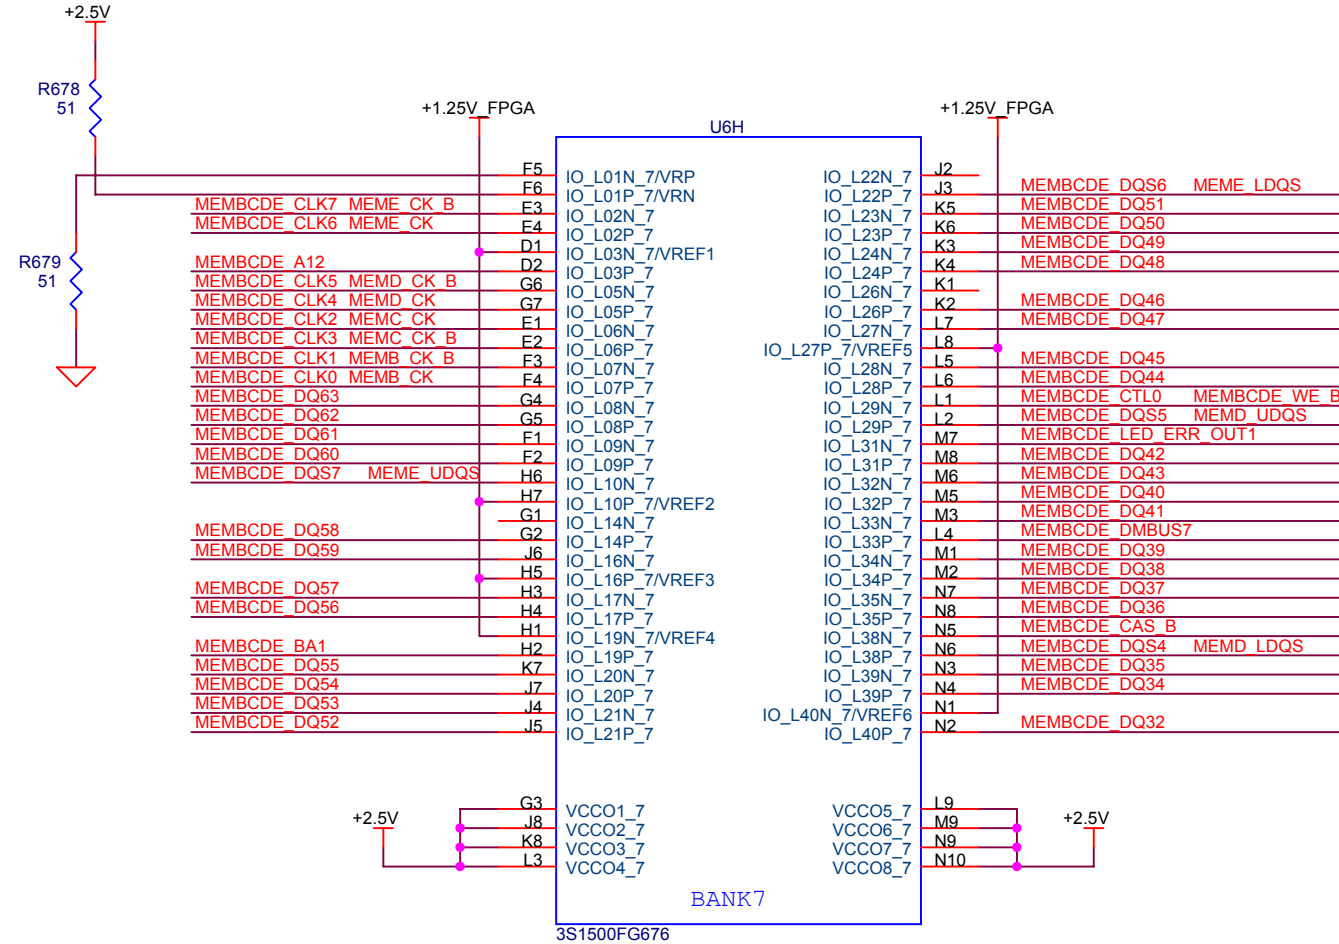 +2.5V
R678
51
R679
51
+1.25V_FPGA
+1.25V_FPGA
U6H
F5 IO_L01N_7/VRP
F6 IO_L01P_7/VRN
MEMBCDE_CLK7 MEME_CK_B E3 IO_L02N_7
MEMBCDE_CLK6 MEME_CK E4 IO_L02P_7
D1 IO_L03N_7/VREF1
MEMBCDE_A12 D2 IO_L03P_7
MEMBCDE_CLK5 MEMD_CK_B G6 IO_L05N_7
MEMBCDE_CLK4 MEMD_CK G7 IO_L05P_7
MEMBCDE_CLK2 MEMC_CK E1 IO_L06N_7
MEMBCDE_CLK3 MEMC_CK_B E2 IO_L06P_7
MEMBCDE_CLK1 MEMB_CK_B F3 IO_L07N_7
MEMBCDE_CLK0 MEMB_CK F4 IO_L07P_7
MEMBCDE_DQ63 G4 IO_L08N_7
MEMBCDE_DQ62 G5 IO_L08P_7
MEMBCDE_DQ61 F1 IO_L09N_7
MEMBCDE_DQ60 F2 IO_L09P_7
MEMBCDE_DQS7 MEME_UDQS H6 IO_L10N_7
H7 IO_L10P_7/VREF2
G1 IO_L14N_7
MEMBCDE_DQ58 G2 IO_L14P_7
MEMBCDE_DQ59 J6 IO_L16N_7
H5 IO_L16P_7/VREF3
MEMBCDE_DQ57 H3 IO_L17N_7
MEMBCDE_DQ56 H4 IO_L17P_7
H1 IO_L19N_7/VREF4
MEMBCDE_BA1 H2 IO_L19P_7
MEMBCDE_DQ55 K7 IO_L20N_7
MEMBCDE_DQ54 J7 IO_L20P_7
MEMBCDE_DQ53 J4 IO_L21N_7
MEMBCDE_DQ52 J5 IO_L21P_7
IO_L22N_7 J2
IO_L22P_7 J3 MEMBCDE_DQS6 MEME_LDQS
IO_L23N_7 K5 MEMBCDE_DQ51
IO_L23P_7 K6 MEMBCDE_DQ50
IO_L24N_7 K3 MEMBCDE_DQ49
IO_L24P_7 K4 MEMBCDE_DQ48
IO_L26N_7 K1
IO_L26P_7 K2 MEMBCDE_DQ46
IO_L27N_7 L7 MEMBCDE_DQ47
IO_L27P_7/VREF5 L8
IO_L28N_7 L5 MEMBCDE_DQ45
IO_L28P_7 L6 MEMBCDE_DQ44
IO_L29N_7 L1 MEMBCDE_CTL0 MEMBCDE_WE_B
IO_L29P_7 L2 MEMBCDE_DQS5 MEMD_UDQS
IO_L31N_7 M7 MEMBCDE_LED_ERR_OUT1
IO_L31P_7 M8 MEMBCDE_DQ42
IO_L32N_7 M6 MEMBCDE_DQ43
IO_L32P_7 M5 MEMBCDE_DQ40
IO_L33N_7 M3 MEMBCDE_DQ41
IO_L33P_7 L4 MEMBCDE_DMBUS7
IO_L34N_7 M1 MEMBCDE_DQ39
IO_L34P_7 M2 MEMBCDE_DQ38
IO_L35N_7 N7 MEMBCDE_DQ37
IO_L35P_7 N8 MEMBCDE_DQ36
IO_L38N_7 N5 MEMBCDE_CAS_B
IO_L38P_7 N6 MEMBCDE_DQS4 MEMD_LDQS
IO_L39N_7 N3 MEMBCDE_DQ35
IO_L39P_7 N4 MEMBCDE_DQ34
IO_L40N_7/VREF6 N1
IO_L40P_7 N2 MEMBCDE_DQ32
+2.5V
G3 VCCO1_7
J8 VCCO2_7
K8 VCCO3_7
L3 VCCO4_7
VCCO5_7 L9
VCCO6_7 M9
VCCO7_7 N9
VCCO8_7 N10
+2.5V
BANK7
3S1500FG676